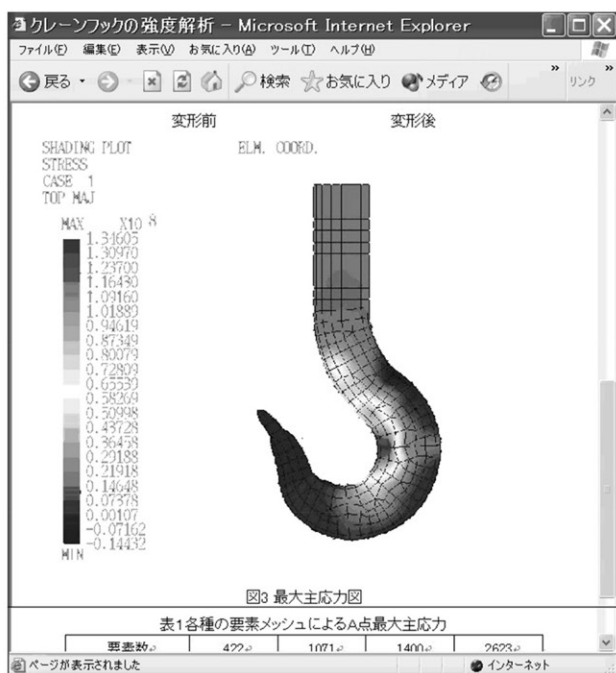 クレーンフックの強度解析 - Microsoft Internet Explorer
ファイル(F) 編集(E) 表示(V) お気に入り(A) ツール(T) ヘルプ(H)
戻る 検索 お気に入り メディア » リンク »
変形前 変形後
SHADING PLOT ELM. COORD.
STRESS
CASE 1
TOP MAJ
MAX X10 8
1.34605
1.30970
1.23700
1.16430
1.09160
1.01889
0.94619
0.87349
0.80079
0.72809
0.65539
0.58269
0.50998
0.43728
0.36458
0.29188
0.21918
0.14648
0.07378
0.00107
-0.07162
-0.14432
MIN
図3 最大主応力図
表1各種の要素メッシュによるA点最大主応力
要素数 422 1071 1400 2623
ページが表示されました インターネット